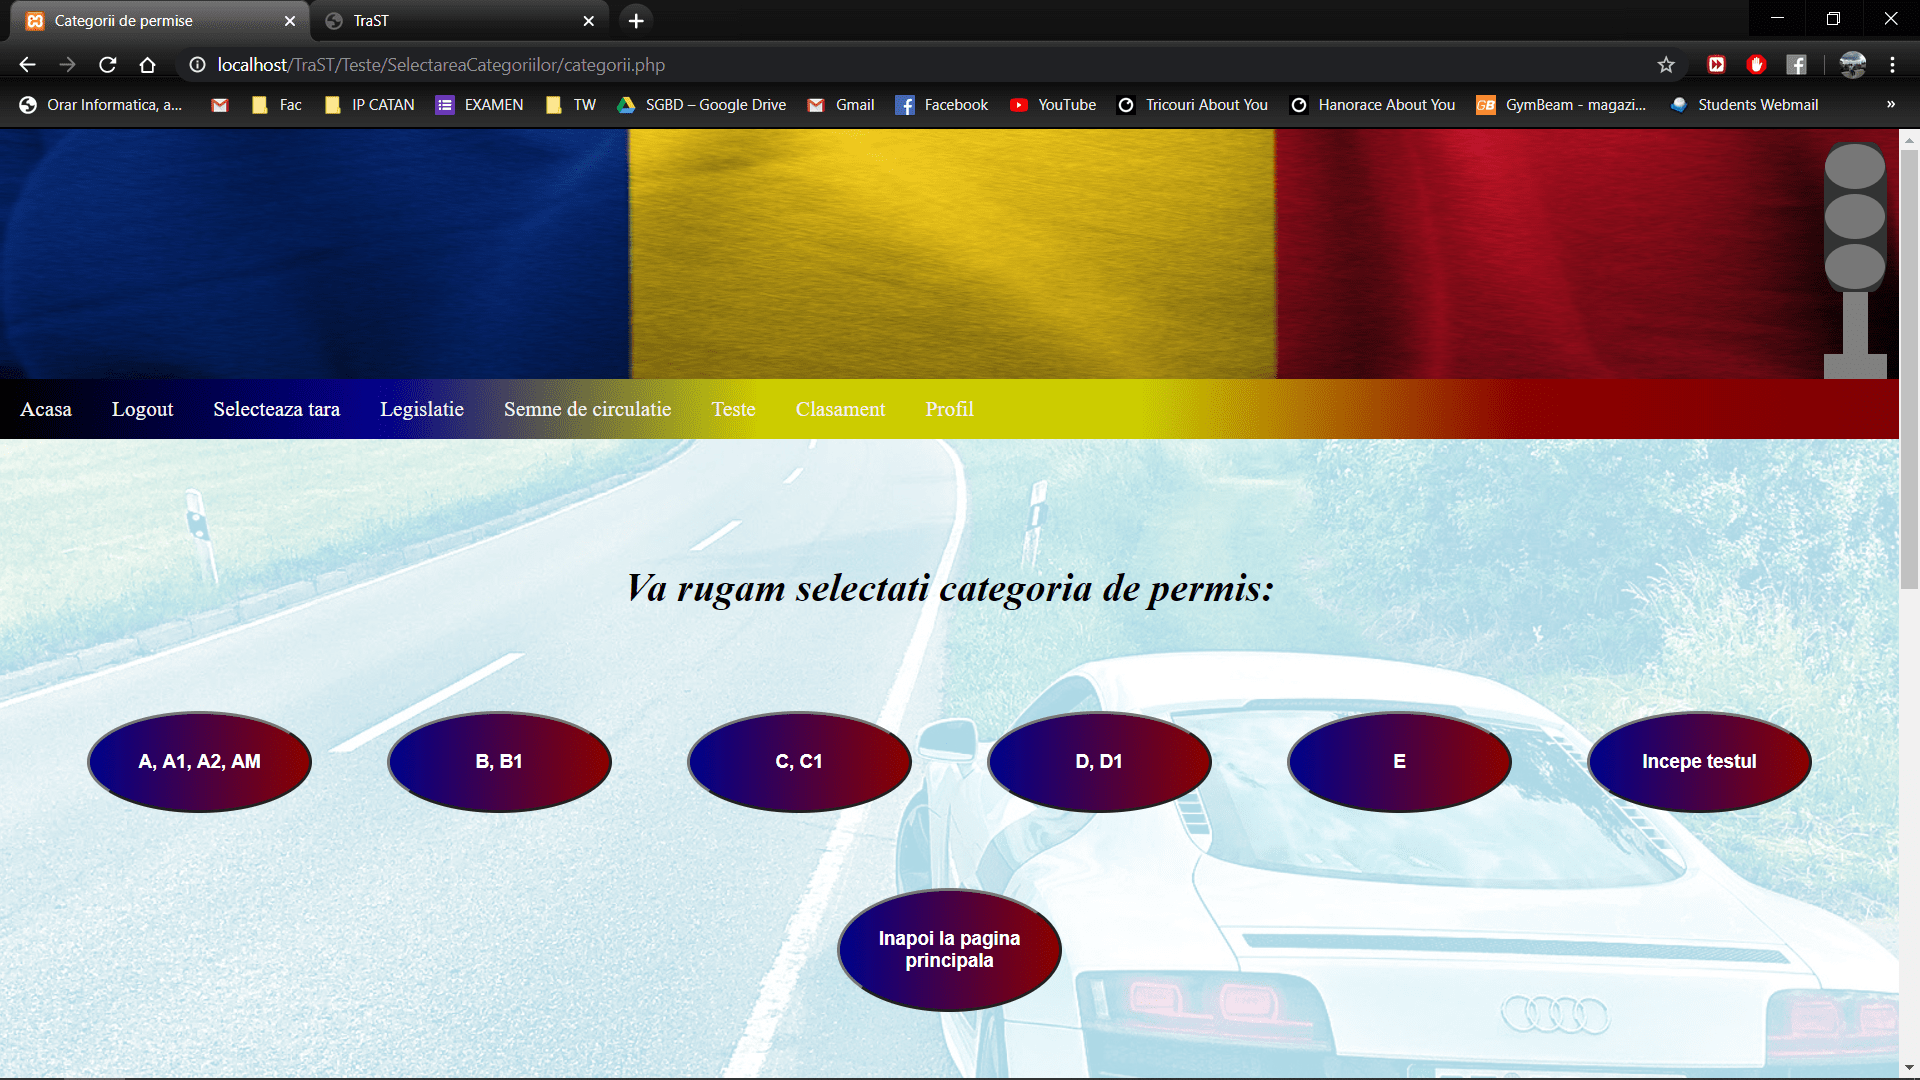 Categorii de permise
TraST
localhost/TraST/Teste/SelectareaCategoriilor/categorii.php
Orar Informatica, a... Fac IP CATAN EXAMEN TW SGBD – Google Drive Gmail Facebook YouTube Tricouri About You Hanorace About You GB GymBeam - magazi... Students Webmail »
Acasa Logout Selecteaza tara Legislatie Semne de circulatie Teste Clasament Profil
Va rugam selectati categoria de permis:
A, A1, A2, AM
B, B1
C, C1
D, D1
E
Incepe testul
Inapoi la pagina
principala